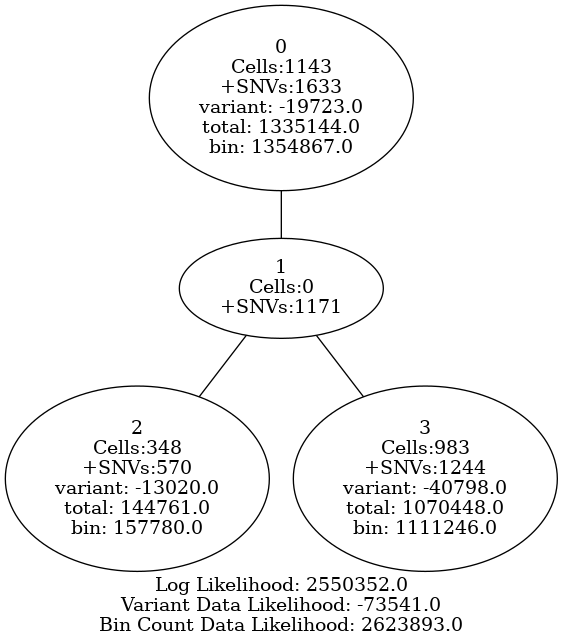 0
Cells:1143
+SNVs:1633
variant: -19723.0
total: 1335144.0
bin: 1354867.0
1
Cells:0
+SNVs:1171
2
Cells:348
+SNVs:570
variant: -13020.0
total: 144761.0
bin: 157780.0
3
Cells:983
+SNVs:1244
variant: -40798.0
total: 1070448.0
bin: 1111246.0
Log Likelihood: 2550352.0
Variant Data Likelihood: -73541.0
Bin Count Data Likelihood: 2623893.0